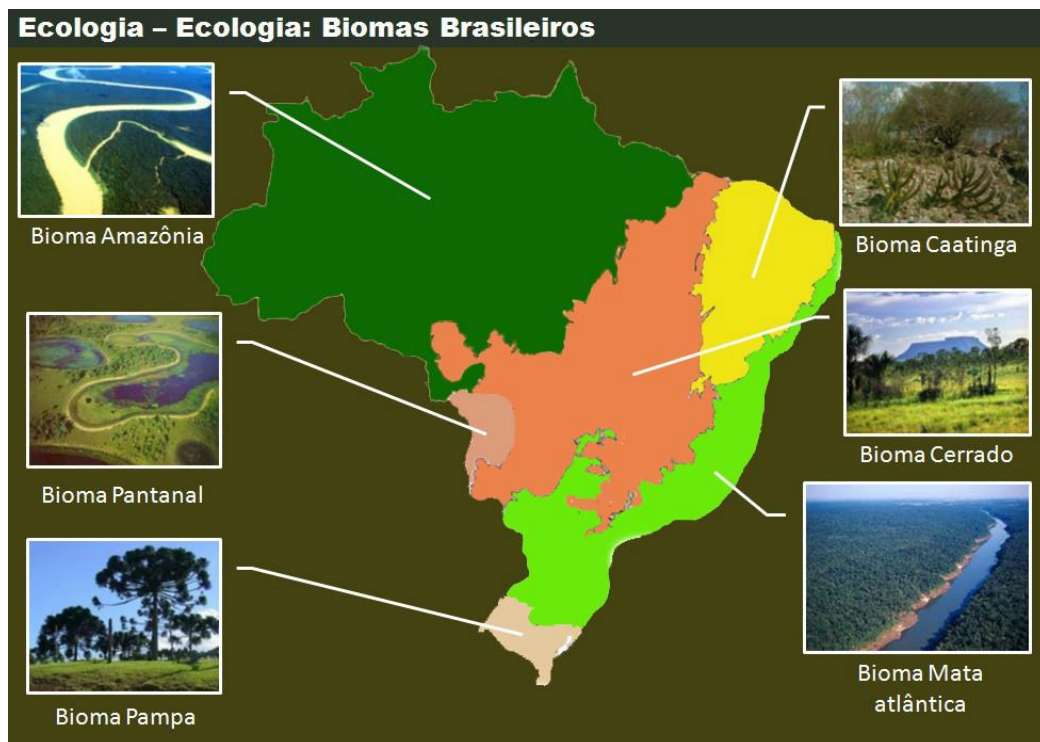 Ecologia – Ecologia: Biomas Brasileiros
Bioma Amazônia
Bioma Caatinga
Bioma Pantanal
Bioma Cerrado
Bioma Pampa
Bioma Mata
atlântica